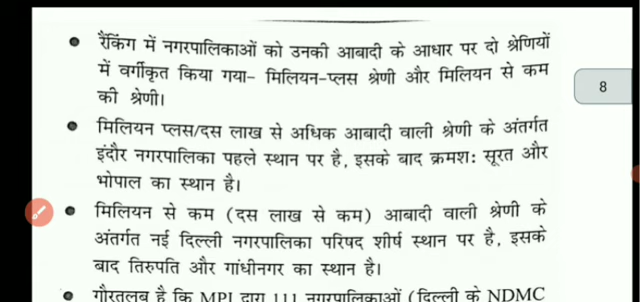 रैंकिंग में नगरपालिकाओं को उनकी आबादी के आधार पर दो श्रेणियों
में वर्गीकृत किया गया– मिलियन-प्लस श्रेणी और मिलियन से कम
की श्रेणी।
8
मिलियन प्लस/दस लाख से अधिक आबादी वाली श्रेणी के अंतर्गत
इंदौर नगरपालिका पहले स्थान पर है, इसके बाद क्रमश: सूरत और
भोपाल का स्थान है।
मिलियन से कम (दस लाख से कम) आबादी वाली श्रेणी के
अंतर्गत नई दिल्ली नगरपालिका परिषद शीर्ष स्थान पर है, इसके
बाद तिरुपति और गांधीनगर का स्थान है।
गौरतलब है कि MPI द्वारा 111 नगरपालिकाओं (दिल्ली के NDMC